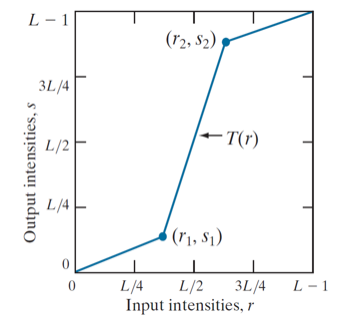 L − 1
(r₂, s₂)
3L/4
Output intensities, s
L/2
T(r)
L/4
(r₁, s₁)
0
0 L/4 L/2 3L/4 L − 1
Input intensities, r